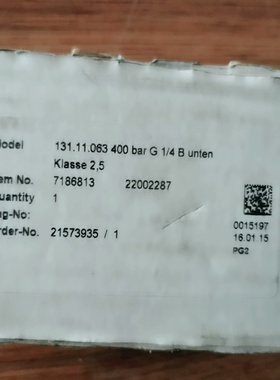 odel 131.11.063 400 bar G 1/4 B unten
Klasse 2,5
em No. 7186813 22002287
uantity 1
ng-No:
rder-No. 21573935 / 1
0015197
16.01.15
PG2